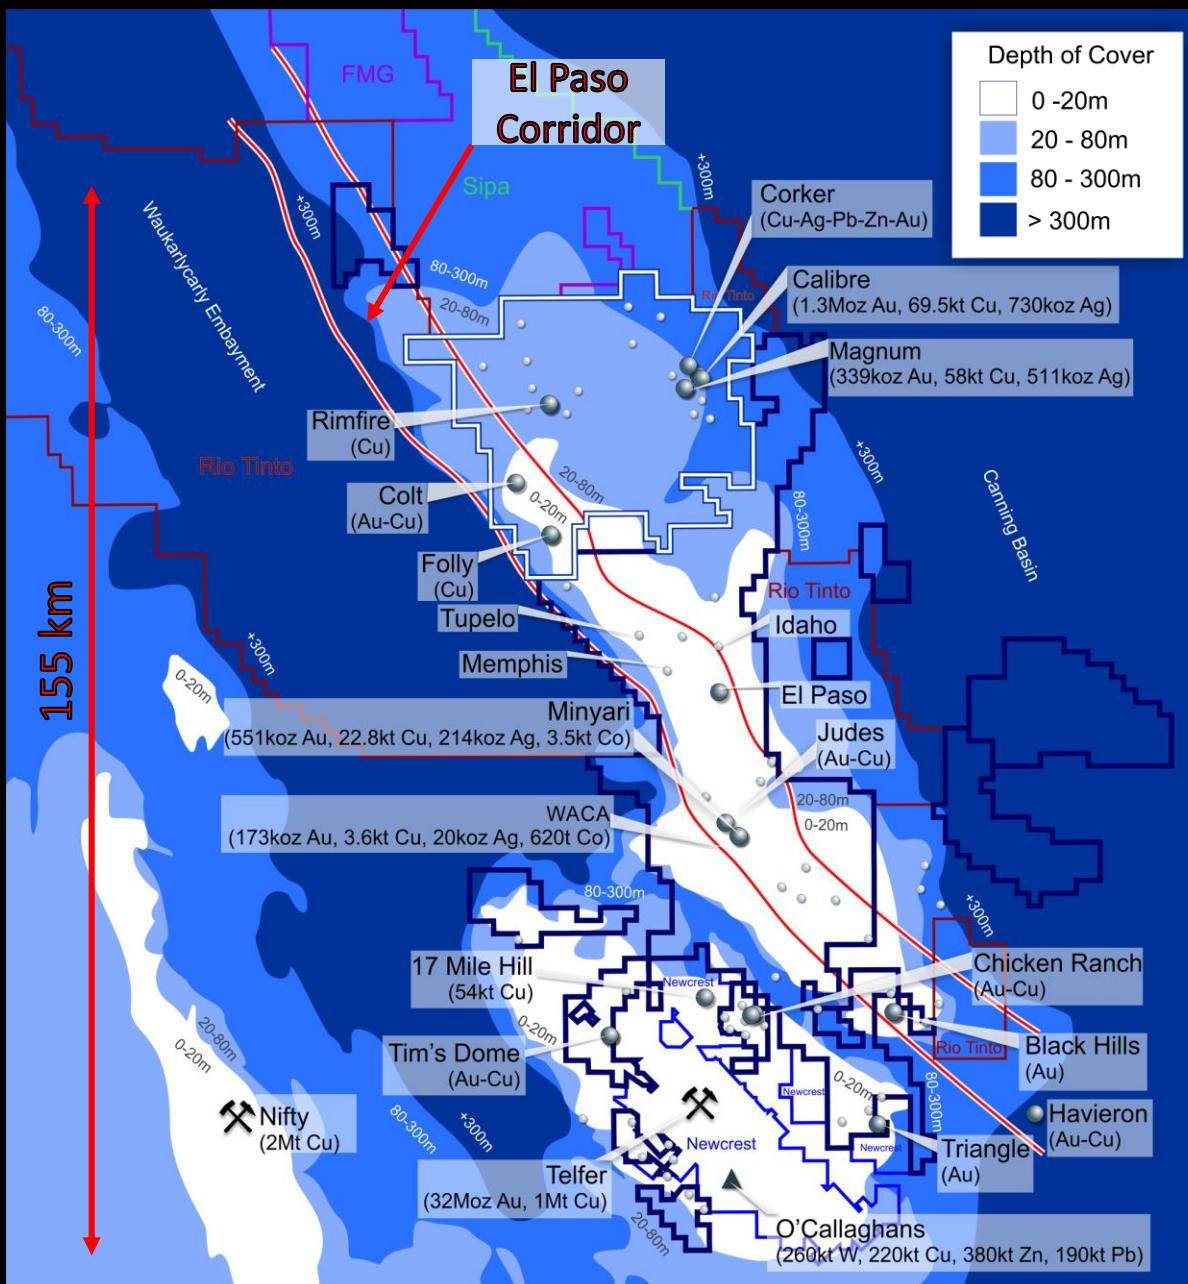 El Paso
Corridor
FMG
Sipa
Depth of Cover
0 -20m
20 - 80m
80 - 300m
> 300m
+300m
Corker
(Cu-Ag-Pb-Zn-Au)
+300m
Waukarlycarly Embayment
80-300m
20-80m
Rio Tinto
Calibre
(1.3Moz Au, 69.5kt Cu, 730koz Ag)
80-300m
Magnum
(339koz Au, 58kt Cu, 511koz Ag)
Rimfire
(Cu)
Rio Tinto
+300m
20-80m
0-20m
Colt
(Au-Cu)
80-300m
Canning Basin
Folly
(Cu)
Rio Tinto
Tupelo
Idaho
+300m
155 km
Memphis
0-20m
El Paso
Minyari
(551koz Au, 22.8kt Cu, 214koz Ag, 3.5kt Co)
Judes
(Au-Cu)
20-80m
0-20m
WACA
(173koz Au, 3.6kt Cu, 20koz Ag, 620t Co)
80-300m
+300m
17 Mile Hill
(54kt Cu)
Newcrest
Chicken Ranch
(Au-Cu)
0-20m
20-80m
0-20m
Tim's Dome
(Au-Cu)
Rio Tinto
Black Hills
(Au)
Newcrest
0-20m
80-300m
Nifty
(2Mt Cu)
80-300m
+300m
Havieron
(Au-Cu)
Newcrest
Newcrest
Triangle
(Au)
Telfer
(32Moz Au, 1Mt Cu)
20-80m
O'Callaghans
(260kt W, 220kt Cu, 380kt Zn, 190kt Pb)